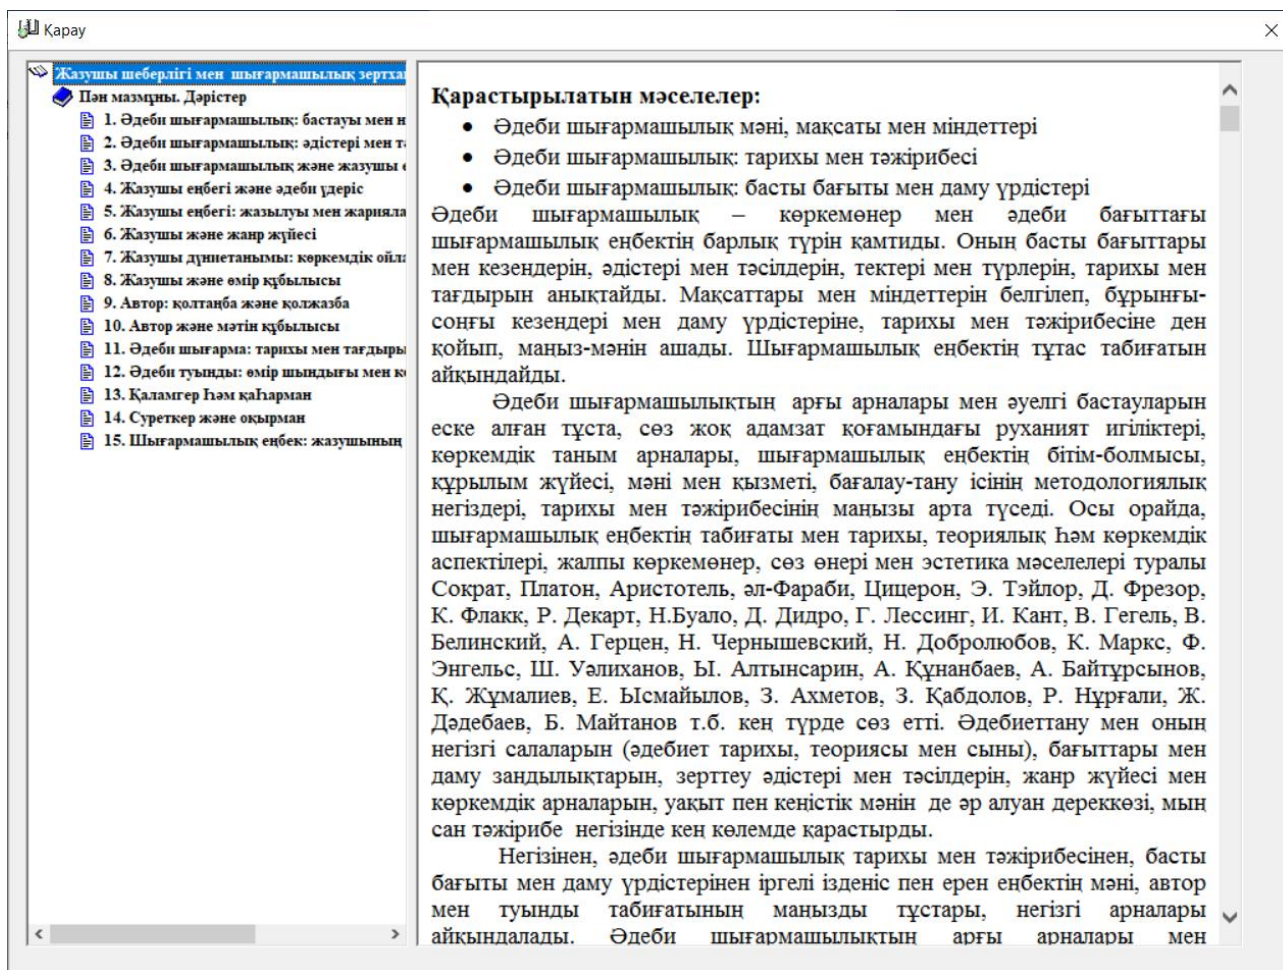 Қарау
Жазушы шеберлігі мен шығармашылық
Пән мазмұны. Дәрістер
1. Әдеби шығармашылық: бастауы мен
2. Әдеби шығармашылық: әдістері мен
3. Әдеби шығармашылық және жазушы
4. Жазушы еңбегі және әдеби үдеріс
5. Жазушы еңбегі: жазылуы мен
6. Жазушы және жанр жүйесі
7. Жазушы дүниетанымы: көркемдік
8. Жазушы және өмір құбылысы
9. Автор: қолтаңба және қолжазба
10. Автор және мәтін құбылысы
11. Әдеби шығарма: тарихы мен тағдыры
12. Әдеби туынды: өмір шындығы мен
13. Қаламгер Һәм қаҺарман
14. Суреткер және оқырман
15. Шығармашылық еңбек: жазушының
Қарастырылатын мәселелер:
• Әдеби шығармашылық мәні, мақсаты мен міндеттері
• Әдеби шығармашылық: тарихы мен тәжірибесі
• Әдеби шығармашылық: басты бағыты мен даму үрдістері
Әдеби шығармашылық – көркемөнер мен әдеби бағыттағы
шығармашылық еңбектің барлық түрін қамтиды. Оның басты бағыттары
мен кезеңдерін, әдістері мен тәсілдерін, тектері мен түрлерін, тарихы мен
тағдырын анықтайды. Мақсаттары мен міндеттерін белгілеп, бұрынғы-
соңғы кезеңдері мен даму үрдістеріне, тарихы мен тәжірибесіне ден
қойып, маңыз-мәнін ашады. Шығармашылық еңбектің тұтас табиғатын
айқындайды.
Әдеби шығармашылықтың арғы арналары мен әуелгі бастауларын
еске алған тұста, сөз жоқ адамзат қоғамындағы руханият игіліктері,
көркемдік таным арналары, шығармашылық еңбектің бітім-болмысы,
құрылым жүйесі, мәні мен қызметі, бағалау-тану ісінің методологиялық
негіздері, тарихы мен тәжірибесінің маңызы арта түседі. Осы орайда,
шығармашылық еңбектің табиғаты мен тарихы, теориялық Һәм көркемдік
аспектілері, жалпы көркемөнер, сөз өнері мен эстетика мәселелері туралы
Сократ, Платон, Аристотель, әл-Фараби, Цицерон, Э. Тэйлор, Д. Фрезор,
К. Флакк, Р. Декарт, Н.Буало, Д. Дидро, Г. Лессинг, И. Кант, В. Гегель, В.
Белинский, А. Герцен, Н. Чернышевский, Н. Добролюбов, К. Маркс, Ф.
Энгельс, Ш. Уәлиханов, Ы. Алтынсарин, А. Құнанбаев, А. Байтұрсынов,
Қ. Жұмалиев, Е. Ысмайылов, З. Ахметов, З. Қабдолов, Р. Нұрғали, Ж.
Дәдебаев, Б. Майтанов т.б. кең түрде сөз етті. Әдебиеттану мен оның
негізгі салаларын (әдебиет тарихы, теориясы мен сыны), бағыттары мен
даму заңдылықтарын, зерттеу әдістері мен тәсілдерін, жанр жүйесі мен
көркемдік арналарын, уақыт пен кеңістік мәнін де әр алуан дереккөзі, мың
сан тәжірибе негізінде кең көлемде қарастырды.
Негізінен, әдеби шығармашылық тарихы мен тәжірибесінен, басты
бағыты мен даму үрдістерінен іргелі ізденіс пен ерен еңбектің мәні, автор
мен туынды табиғатының маңызды тұстары, негізгі арналары
айқындалады. Әдеби шығармашылықтың арғы арналары мен